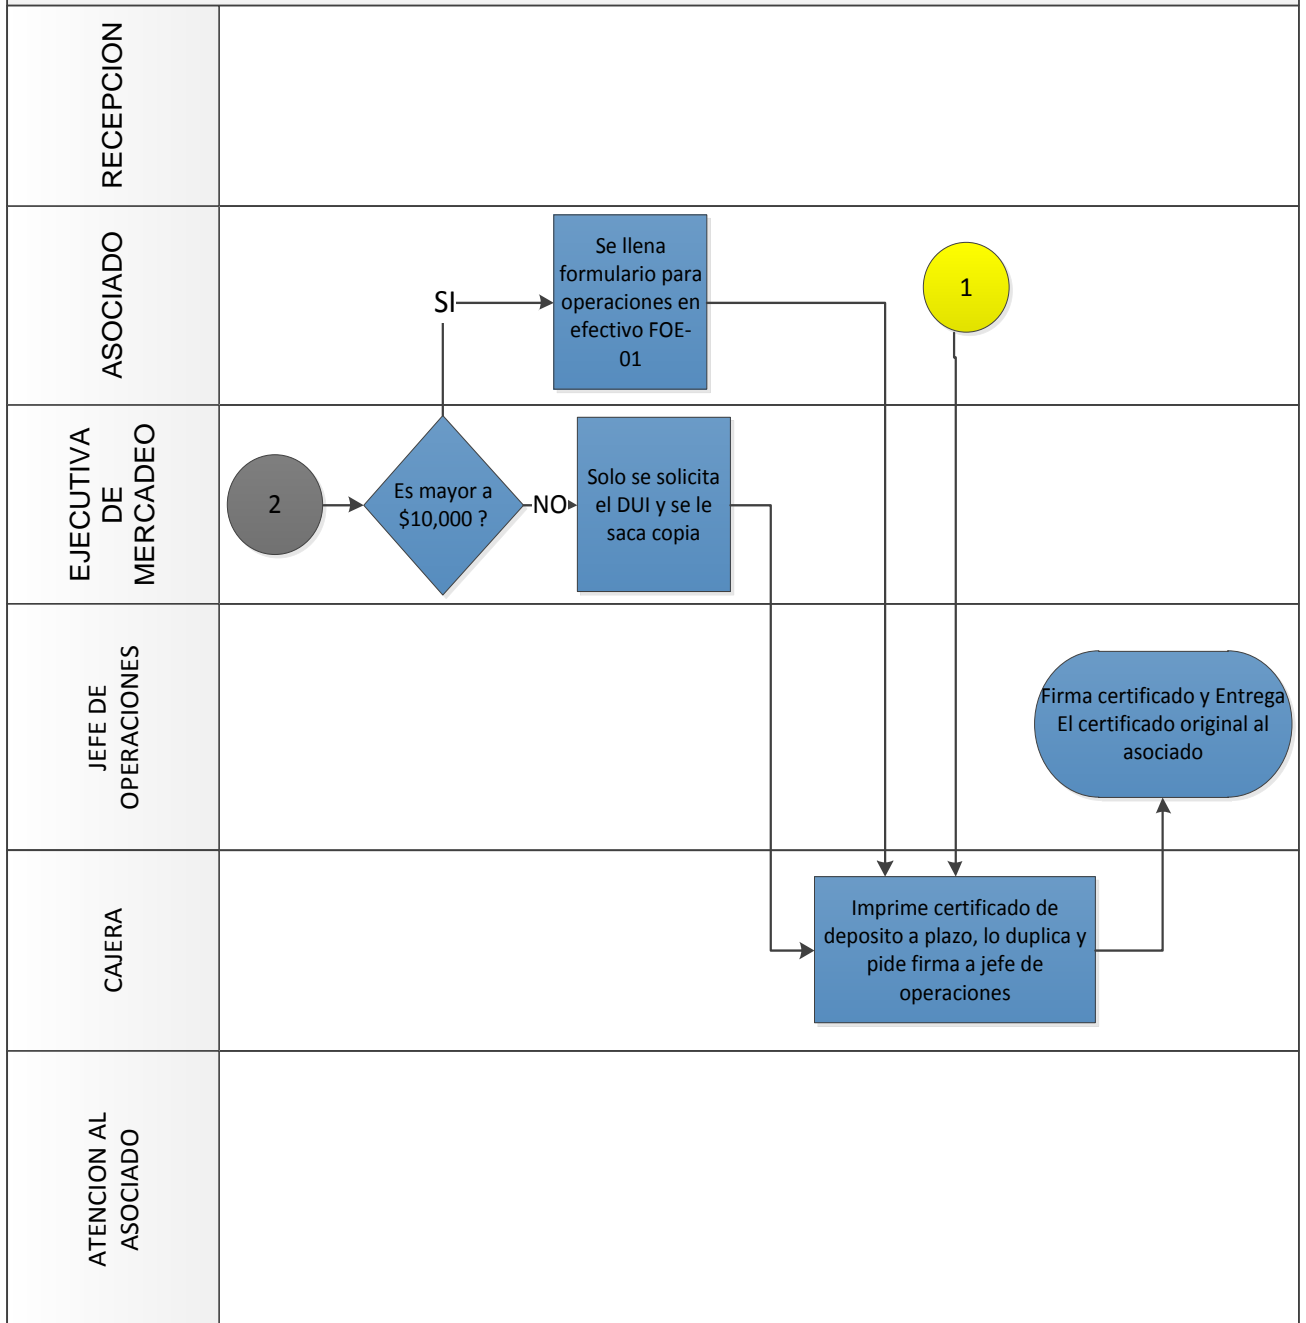 RECEPCION
ASOCIADO
Se llena
formulario para
operaciones en
efectivo FOE-
01
1
SI
EJECUTIVA
DE
MERCADEO
2
Es mayor a
$10,000 ?
NO
Solo se solicita
el DUI y se le
saca copia
JEFE DE
OPERACIONES
Firma certificado y Entrega
El certificado original al
asociado
CAJERA
Imprime certificado de
deposito a plazo, lo duplica y
pide firma a jefe de
operaciones
ATENCION AL
ASOCIADO